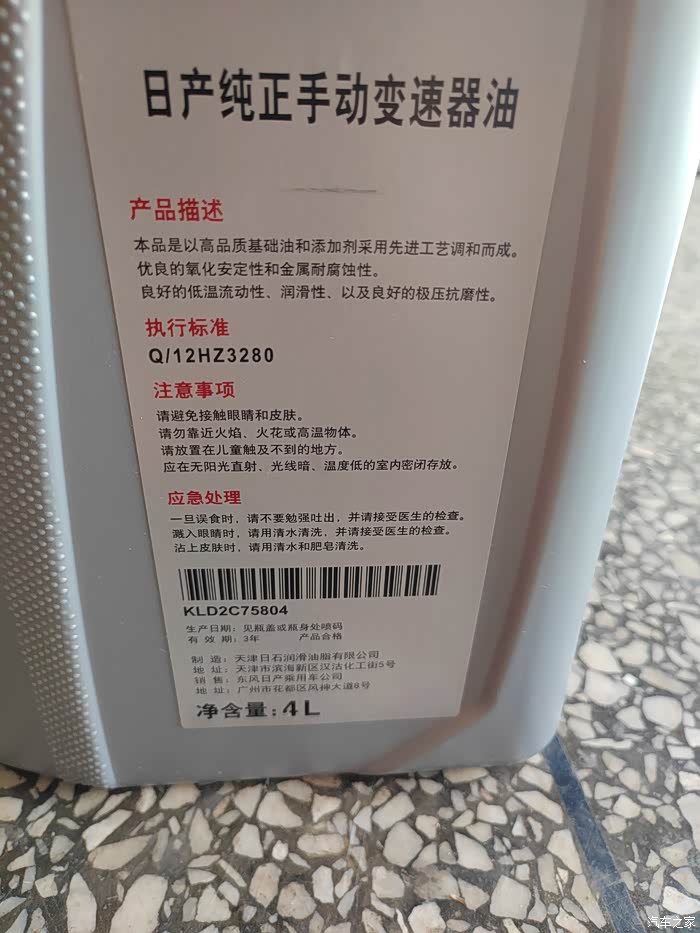 日产纯正手动变速器油
产品描述
本品是以高品质基础油和添加剂采用先进工艺调和而成。
优良的氧化安定性和金属耐腐蚀性。
良好的低温流动性、润滑性、以及良好的极压抗磨性。
执行标准
Q/12HZ3280
注意事项
请避免接触眼睛和皮肤。
请勿靠近火焰、火花或高温物体。
请放置在儿童触及不到的地方。
应在无阳光直射、光线暗、温度低的室内密闭存放。
应急处理
一旦误食时，请不要勉强吐出，并请接受医生的检查。
溅入眼睛时，请用清水清洗，并请接受医生的检查。
沾上皮肤时，请用清水和肥皂清洗。
KLD2C75804
生产日期：见瓶盖或瓶身处喷码
有 效 期：3年 产品合格
制 造：天津日石润滑油脂有限公司
地 址：天津市滨海新区汉沽化工街5号
销 售：东风日产乘用车公司
地 址：广州市花都区风神大道8号
净含量：4L
汽车之家